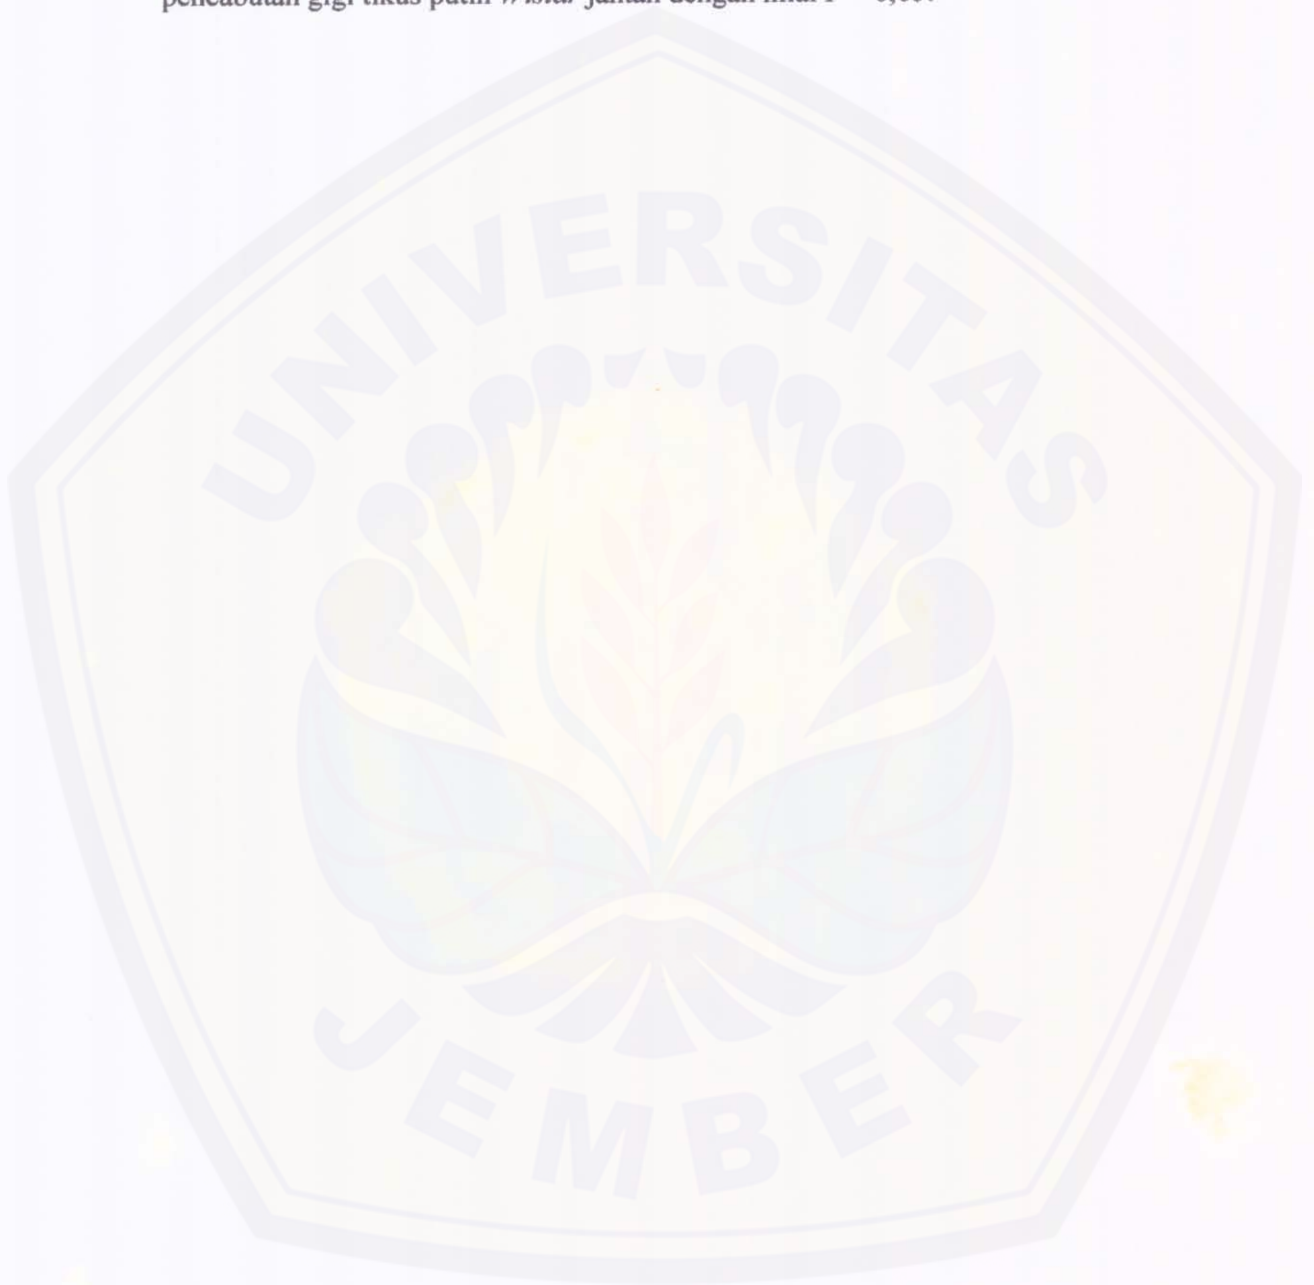 pencabutan gigi tikus putih Wistar jantan dengan nilai
UNIVERSITAS
JEMBER